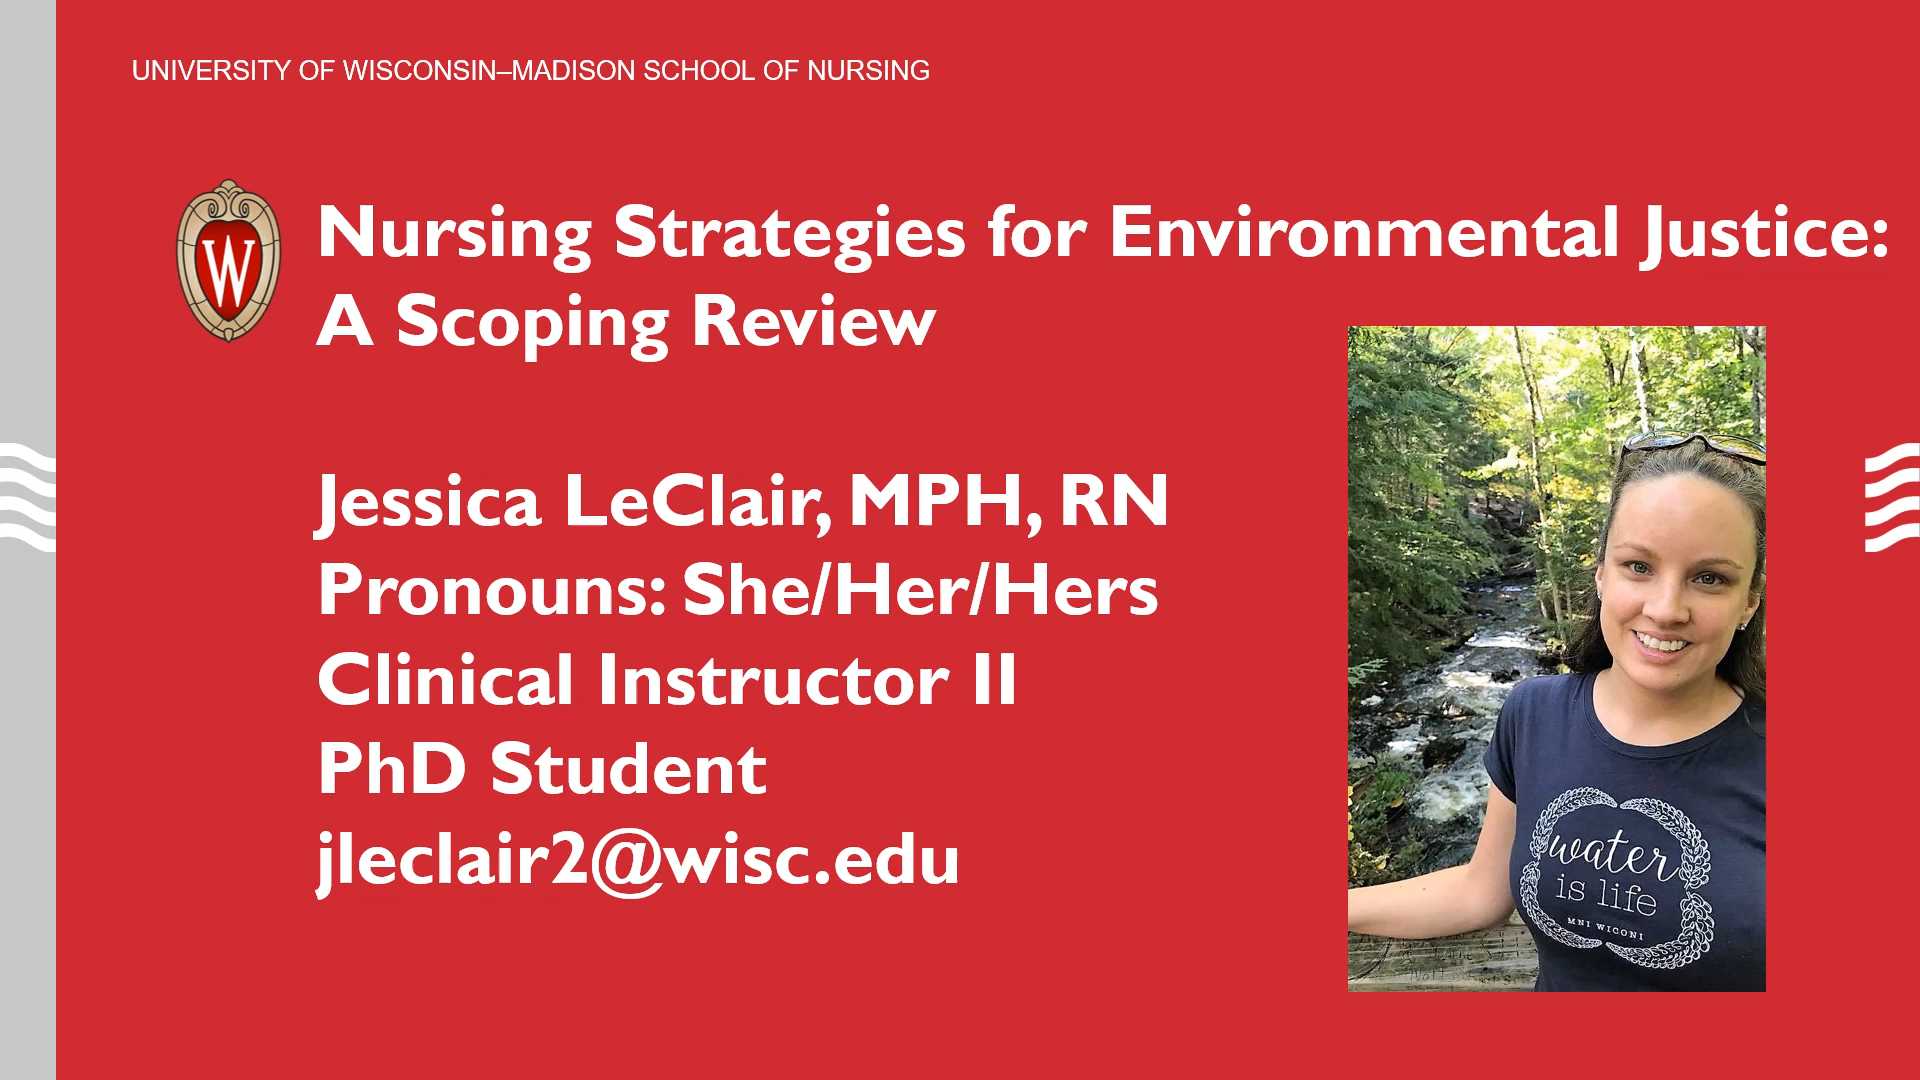 UNIVERSITY OF WISCONSIN–MADISON SCHOOL OF NURSING
W
Nursing Strategies for Environmental Justice:
A Scoping Review
Jessica LeClair, MPH, RN
Pronouns: She/Her/Hers
Clinical Instructor II
PhD Student
jleclair2@wisc.edu
water
is life
MNI WICONI